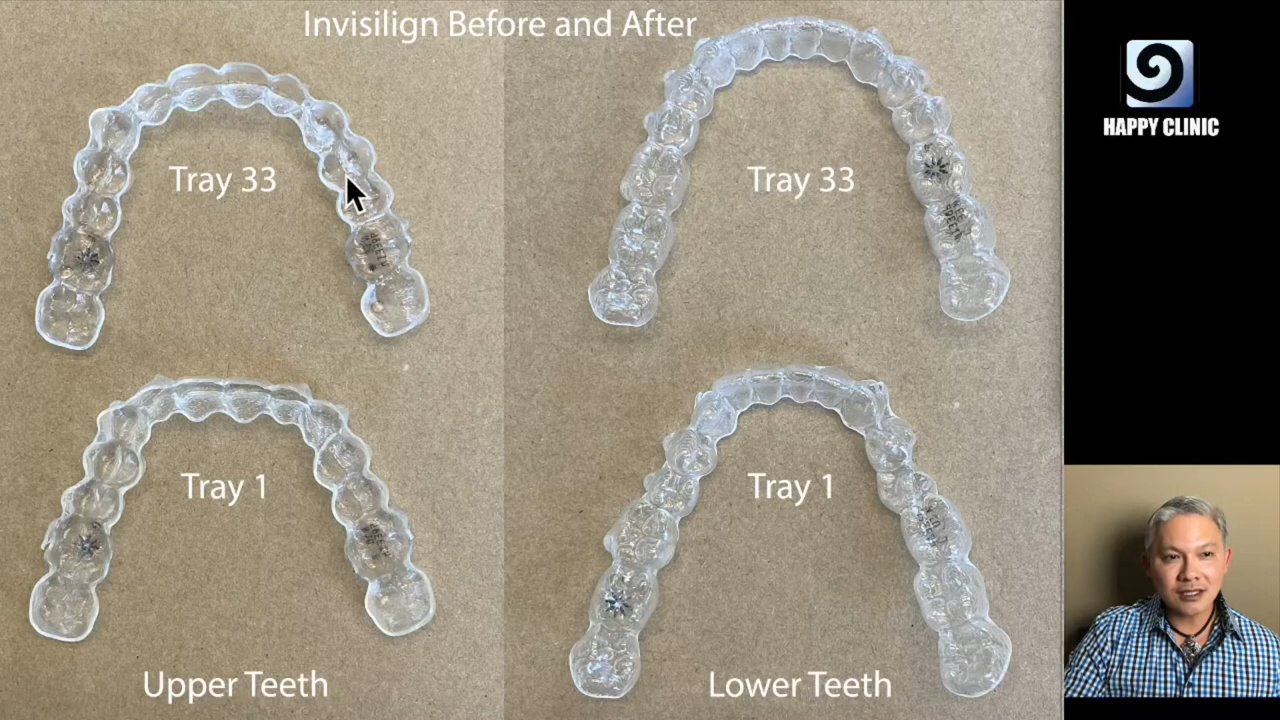 Invisilign Before and After
Tray 33
Tray 33
HAPPY CLINIC
Tray 1
Tray 1
Upper Teeth
Lower Teeth